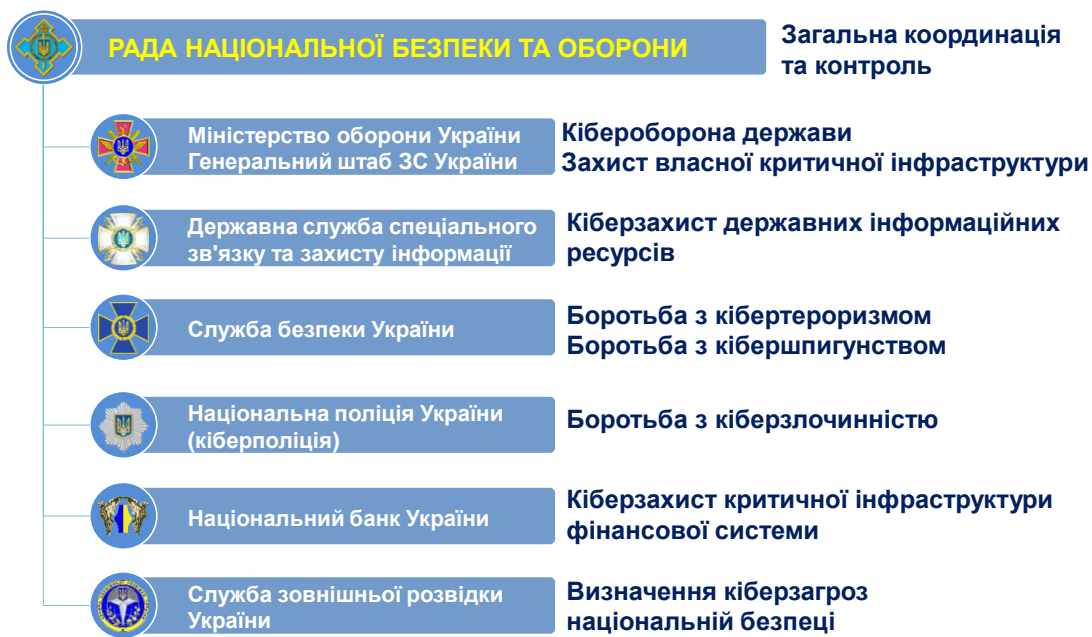 РАДА НАЦІОНАЛЬНОЇ БЕЗПЕКИ ТА ОБОРОНИ
Загальна координація
та контроль
Міністерство оборони України
Генеральний штаб ЗС України
Кібероборона держави
Захист власної критичної інфраструктури
Державна служба спеціального
зв'язку та захисту інформації
Кіберзахист державних інформаційних
ресурсів
Служба безпеки України
Боротьба з кібертероризмом
Боротьба з кібершпигунством
Національна поліція України
(кіберполіція)
Боротьба з кіберзлочинністю
Національний банк України
Кіберзахист критичної інфраструктури
фінансової системи
Служба зовнішньої розвідки
України
Визначення кіберзагроз
національній безпеці